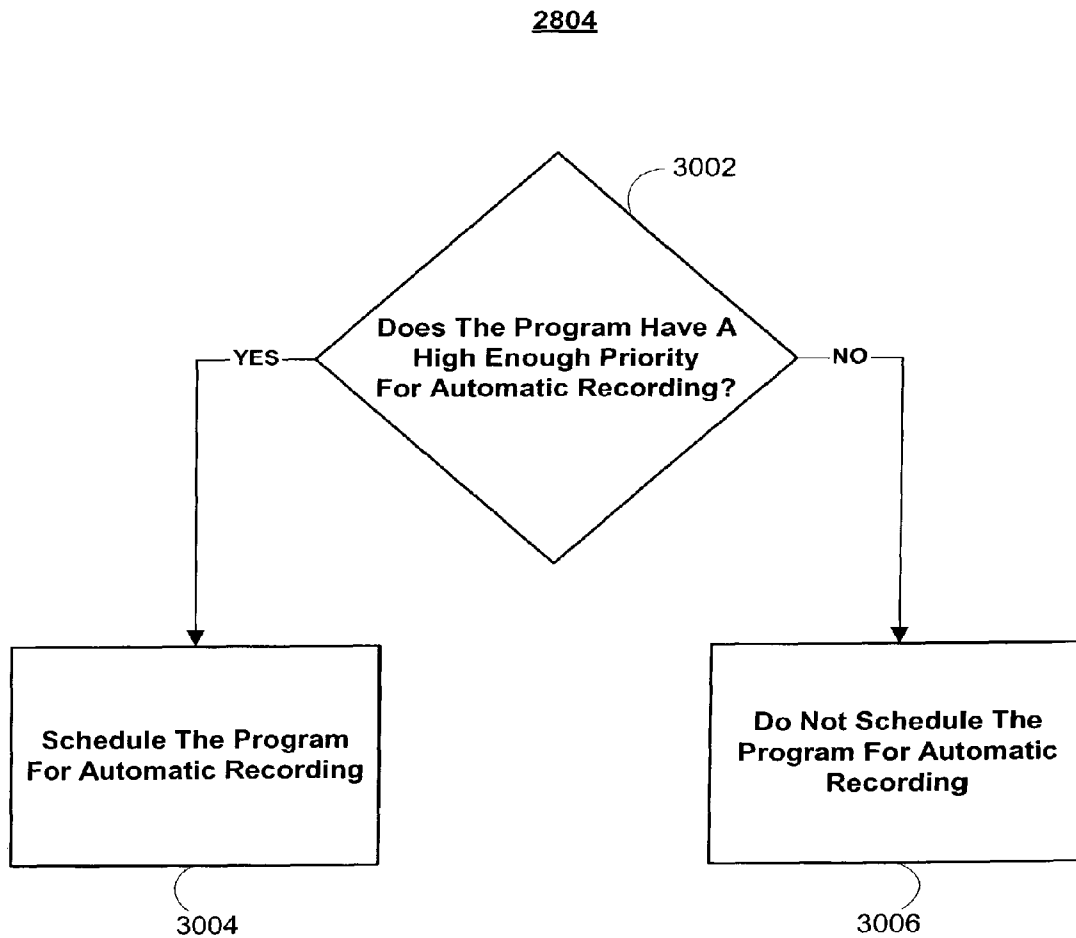 2804
3002
Does The Program Have A
High Enough Priority
For Automatic Recording?
YES
NO
Schedule The Program
For Automatic Recording
Do Not Schedule The
Program For Automatic
Recording
3004
3006